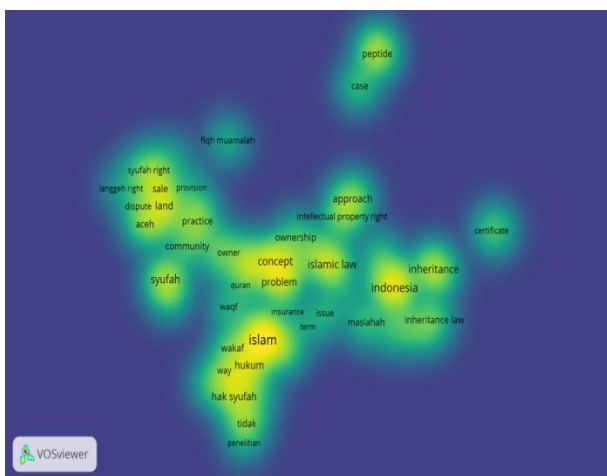 peptide
case
fiqh muamalah
syufah right
langgeh right sale provision
dispute land
aceh practice
approach
intellectual property right
certificate
community owner ownership
concept islamic law
syufah
quran problem
indonesia inheritance
waqf insurance issue
term
maslahah inheritance law
islam
wakaf
way hukum
hak syufah
tidak
penelitian
VOSviewer